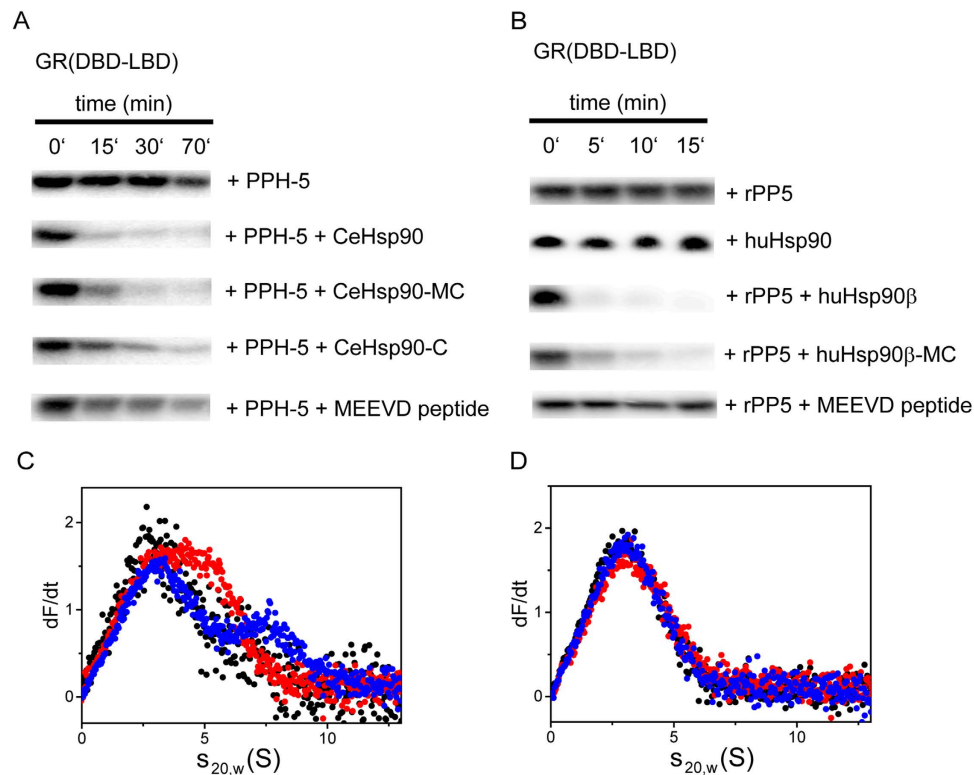 A
GR(DBD-LBD)
time (min)
0‘ 15‘ 30‘ 70‘
+ PPH-5
+ PPH-5 + CeHsp90
+ PPH-5 + CeHsp90-MC
+ PPH-5 + CeHsp90-C
+ PPH-5 + MEEVD peptide
B
GR(DBD-LBD)
time (min)
0‘ 5‘ 10‘ 15‘
+ rPP5
+ huHsp90
+ rPP5 + huHsp90β
+ rPP5 + huHsp90β-MC
+ rPP5 + MEEVD peptide
C
dF/dt
2
1
0
0 5 10
s20,w(S)
D
dF/dt
2
1
0
0 5 10
s20,w(S)